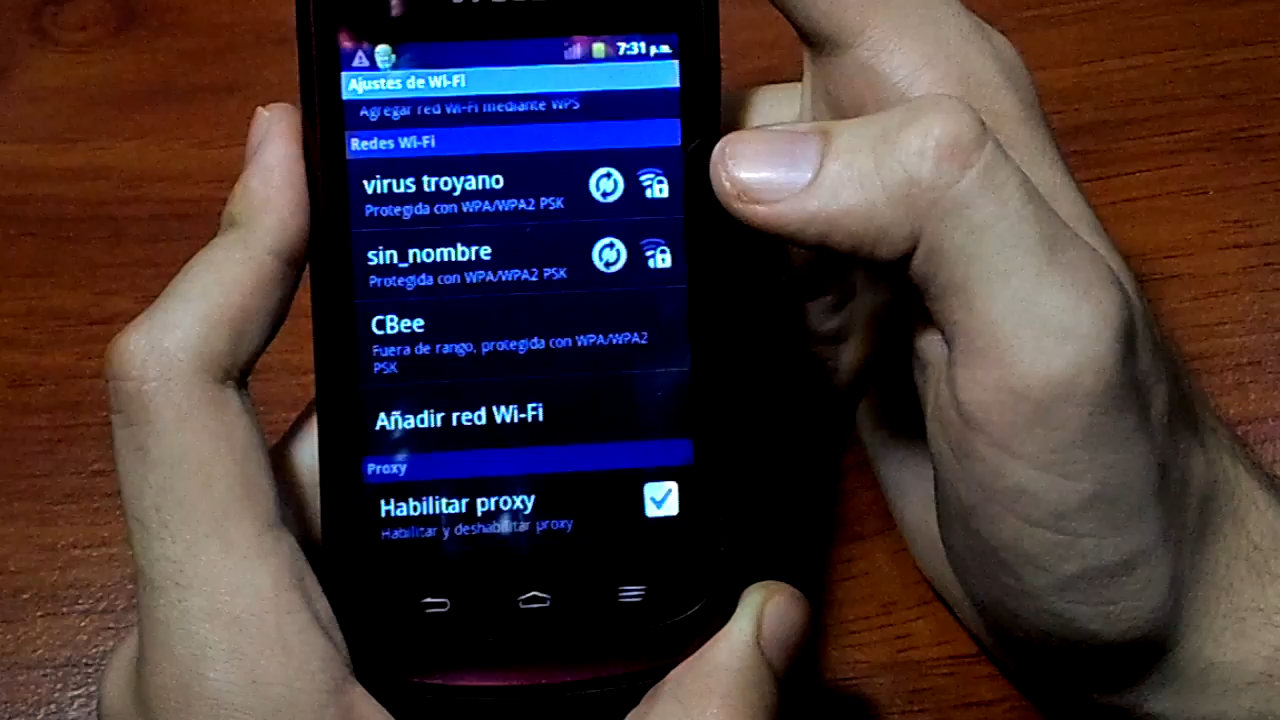 7:31 p.m.
Ajustes de Wi-Fi
Agregar red Wi-Fi mediante WPS
Redes Wi-Fi
virus troyano
Protegida con WPA/WPA2 PSK
sin_nombre
Protegida con WPA/WPA2 PSK
CBee
Fuera de rango, protegida con WPA/WPA2
PSK
Añadir red Wi-Fi
Proxy
Habilitar proxy
Habilitar y deshabilitar proxy